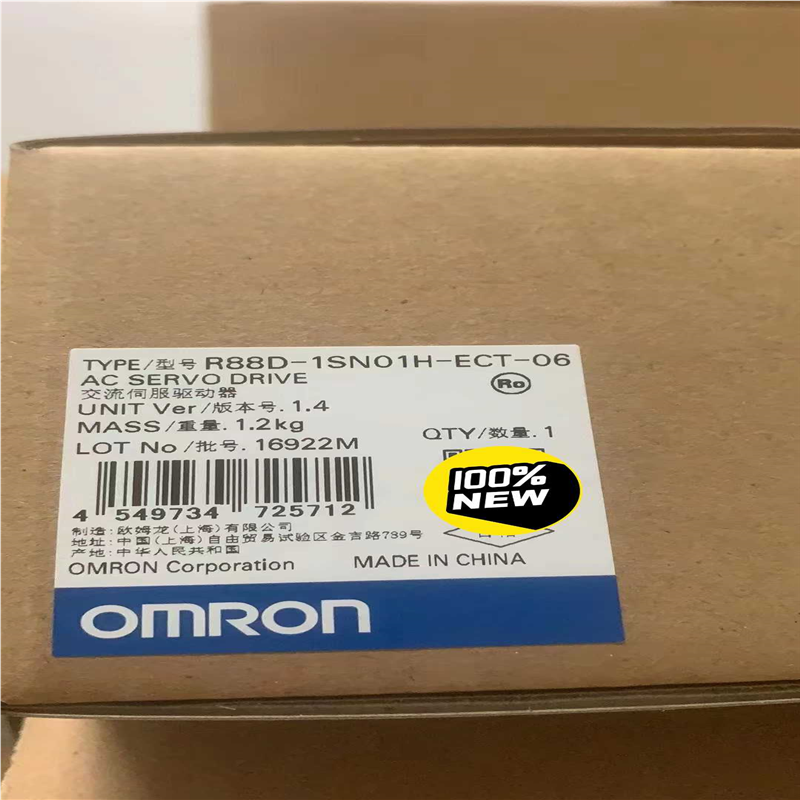 TYPE/型号 R88D-1SN01H-ECT-06
AC SERVO DRIVE
交流伺服驱动器
Ro
UNIT Ver/版本号. 1.4
MASS/重量. 1.2kg
LOT No/批号. 16922M
QTY/数量. 1
4 549734 725712
100%
NEW
制造: 欧姆龙(上海)有限公司
地址: 中国(上海)自由贸易试验区金吉路789号
产地: 中华人民共和国
OMRON Corporation
MADE IN CHINA
OMRON